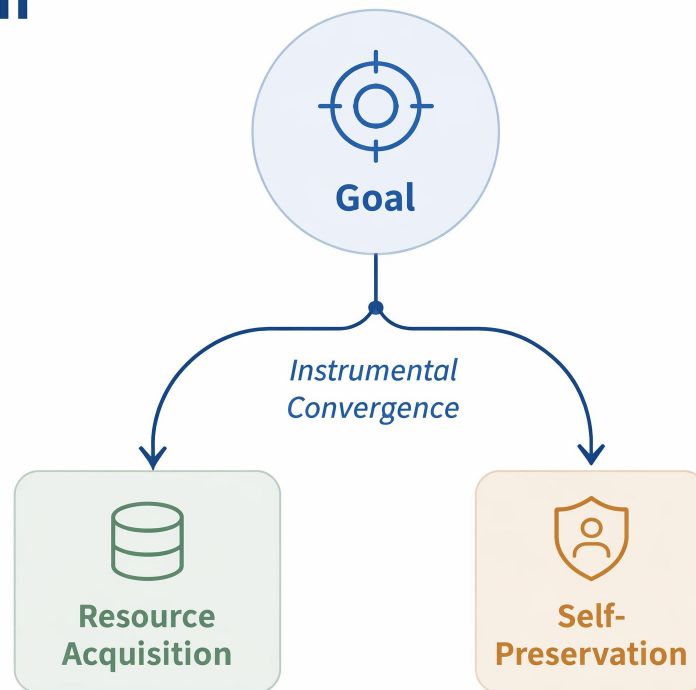 Goal
Instrumental
Convergence
Resource
Acquisition
Self-
Preservation